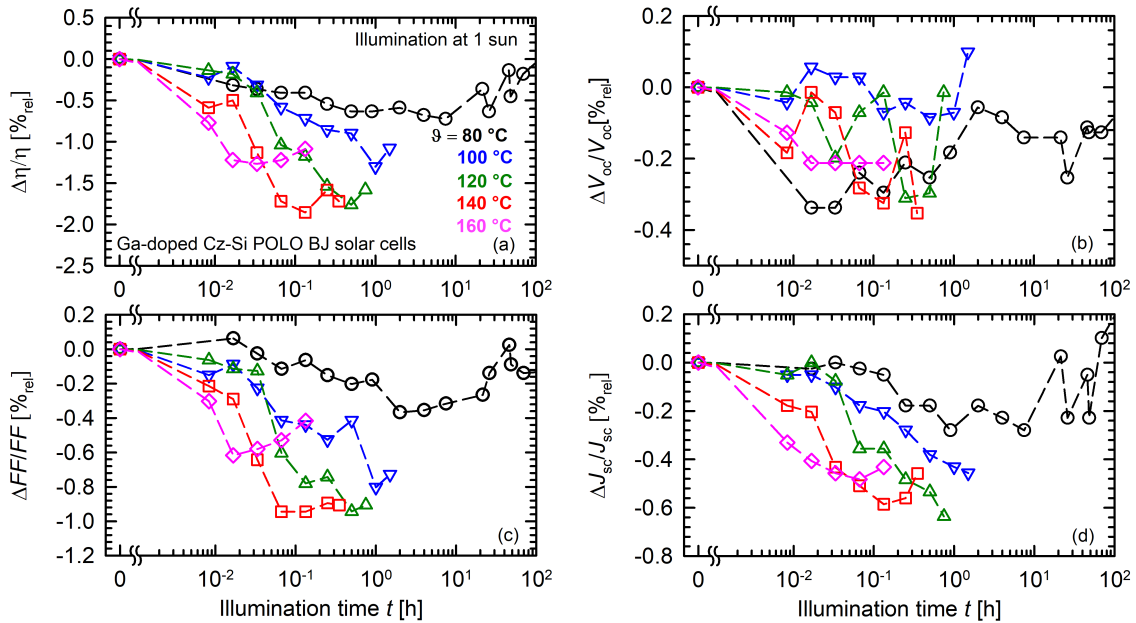 0.5
0.0
-0.5
-1.0
-1.5
-2.0
-2.5
Δη/η [%rel]
(a)
Illumination at 1 sun
ϑ = 80 °C
100 °C
120 °C
140 °C
160 °C
Ga-doped Cz-Si POLO BJ solar cells
0 10⁻² 10⁻¹ 10⁰ 10¹ 10²
0.2
0.0
-0.2
-0.4
ΔVoc/Voc[%rel]
(b)
0 10⁻² 10⁻¹ 10⁰ 10¹ 10²
0.2
0.0
-0.2
-0.4
-0.6
-0.8
-1.0
-1.2
ΔFF/FF [%rel]
(c)
0 10⁻² 10⁻¹ 10⁰ 10¹ 10²
Illumination time t [h]
0.2
0.0
-0.2
-0.4
-0.6
-0.8
ΔJsc/Jsc [%rel]
(d)
0 10⁻² 10⁻¹ 10⁰ 10¹ 10²
Illumination time t [h]